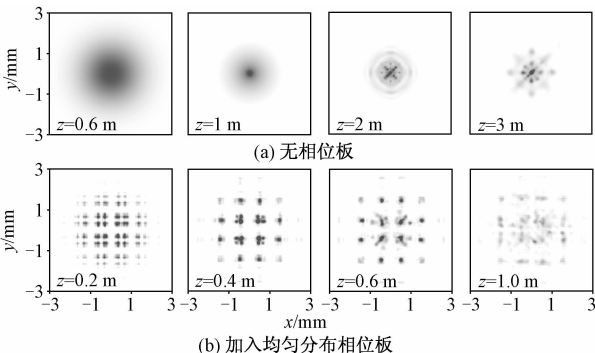 3
1
−1
−3
y/mm
z=0.6 m
z=1 m
z=2 m
z=3 m
(a) 无相位板
3
1
−1
−3
y/mm
z=0.2 m
z=0.4 m
z=0.6 m
z=1.0 m
−3 −1 1 3 −3 −1 1 3 −3 −1 1 3 −3 −1 1 3
x/mm
(b) 加入均匀分布相位板